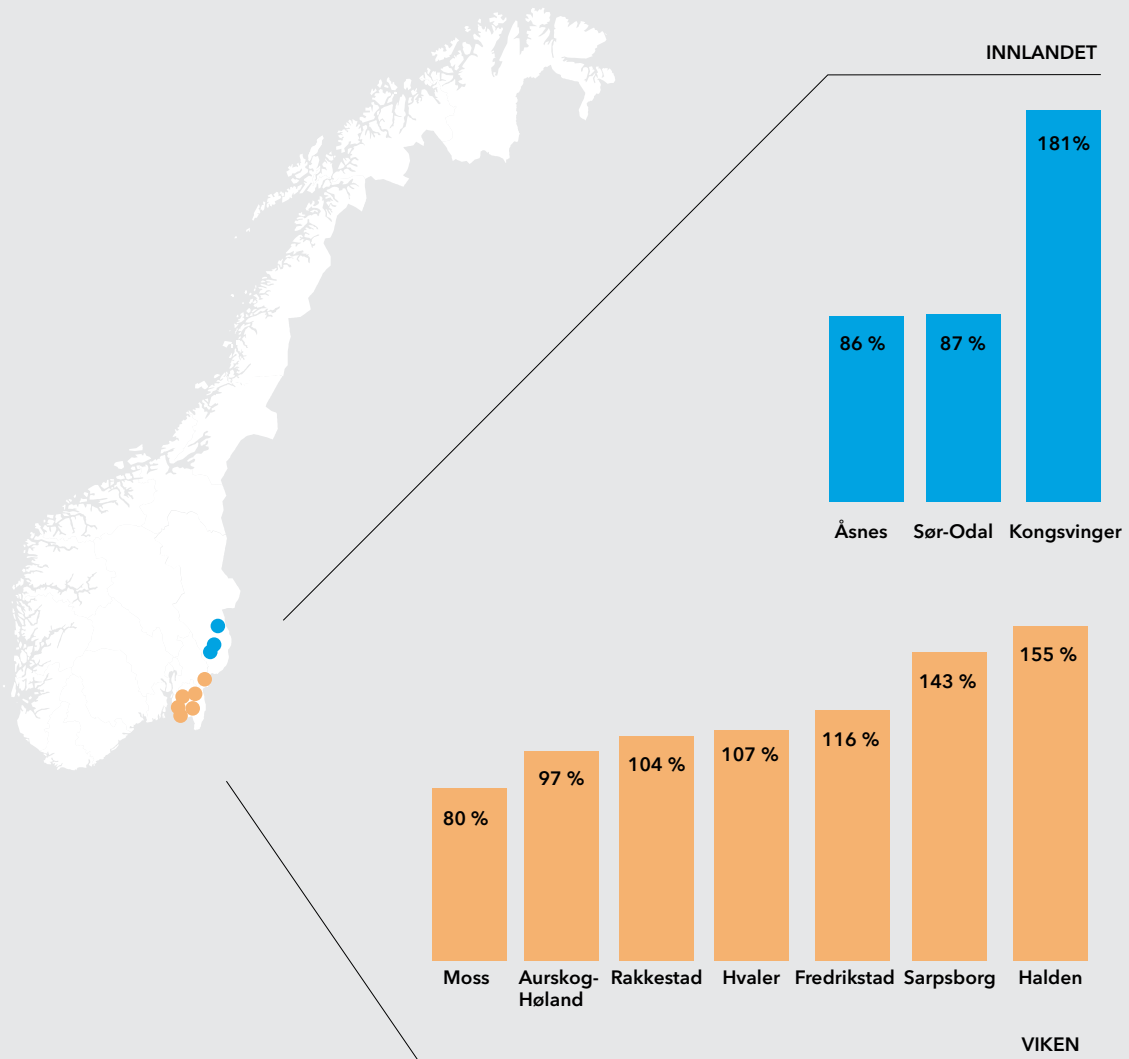 INNLANDET
181%
86 %
87 %
Åsnes
Sør-Odal
Kongsvinger
155 %
143 %
116 %
107 %
104 %
97 %
80 %
Moss
Aurskog-
Høland
Rakkestad
Hvaler
Fredrikstad
Sarpsborg
Halden
VIKEN